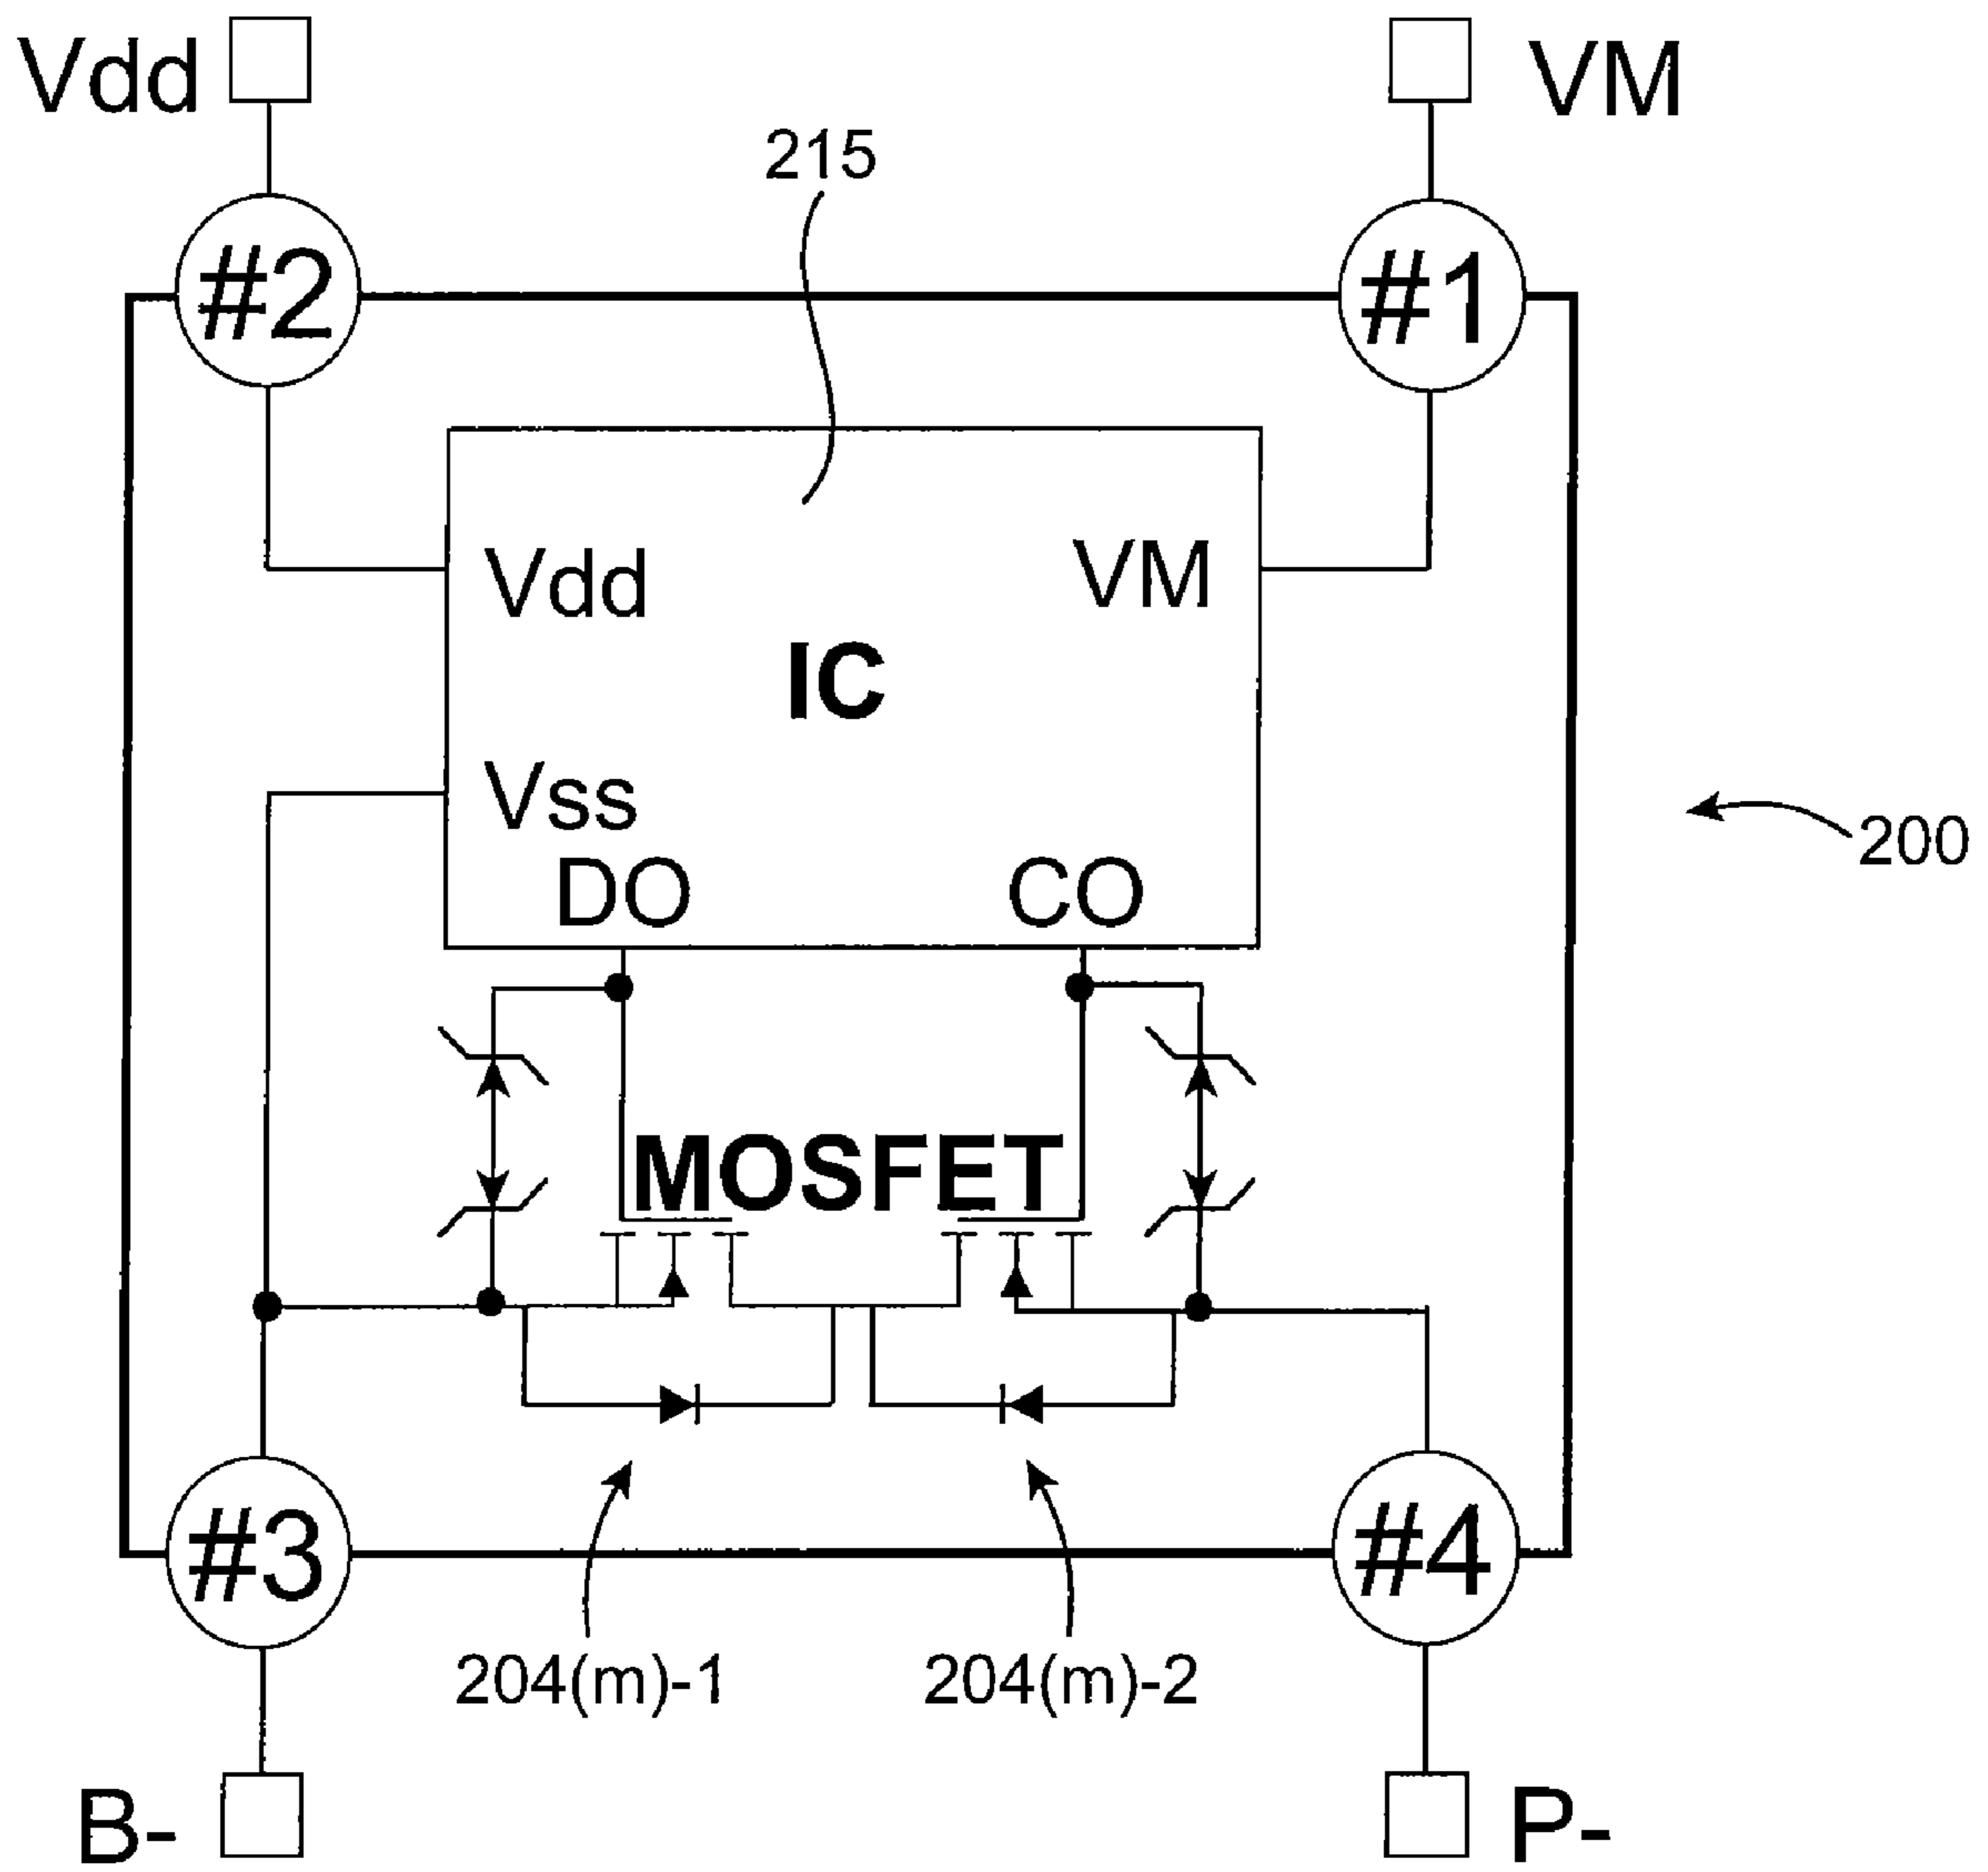 Vdd
VM
215
#2
#1
Vdd
VM
IC
Vss
DO
CO
200
MOSFET
#3
#4
204(m)-1
204(m)-2
B-
P-